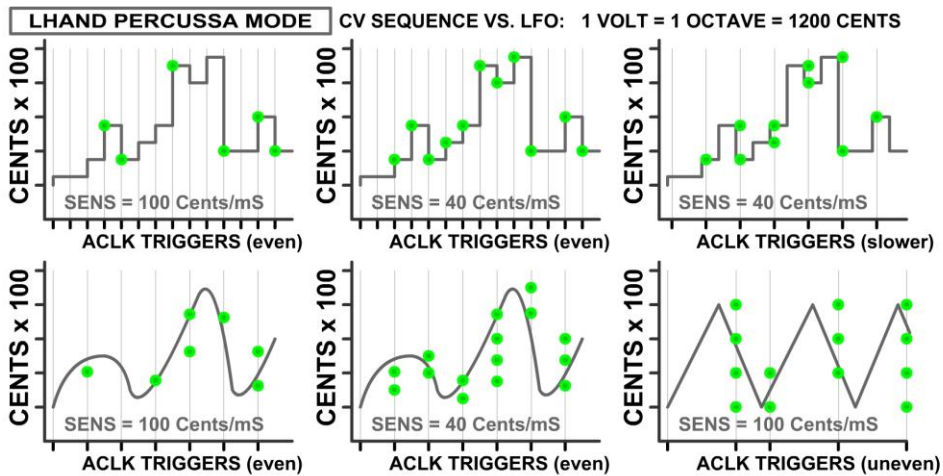 LHAND PERCUSSA MODE CV SEQUENCE VS. LFO: 1 VOLT = 1 OCTAVE = 1200 CENTS
CENTS x 100
SENS = 100 Cents/mS
ACLK TRIGGERS (even)
CENTS x 100
SENS = 40 Cents/mS
ACLK TRIGGERS (even)
CENTS x 100
SENS = 40 Cents/mS
ACLK TRIGGERS (slower)
CENTS x 100
SENS = 100 Cents/mS
ACLK TRIGGERS (even)
CENTS x 100
SENS = 40 Cents/mS
ACLK TRIGGERS (even)
CENTS x 100
SENS = 100 Cents/mS
ACLK TRIGGERS (uneven)